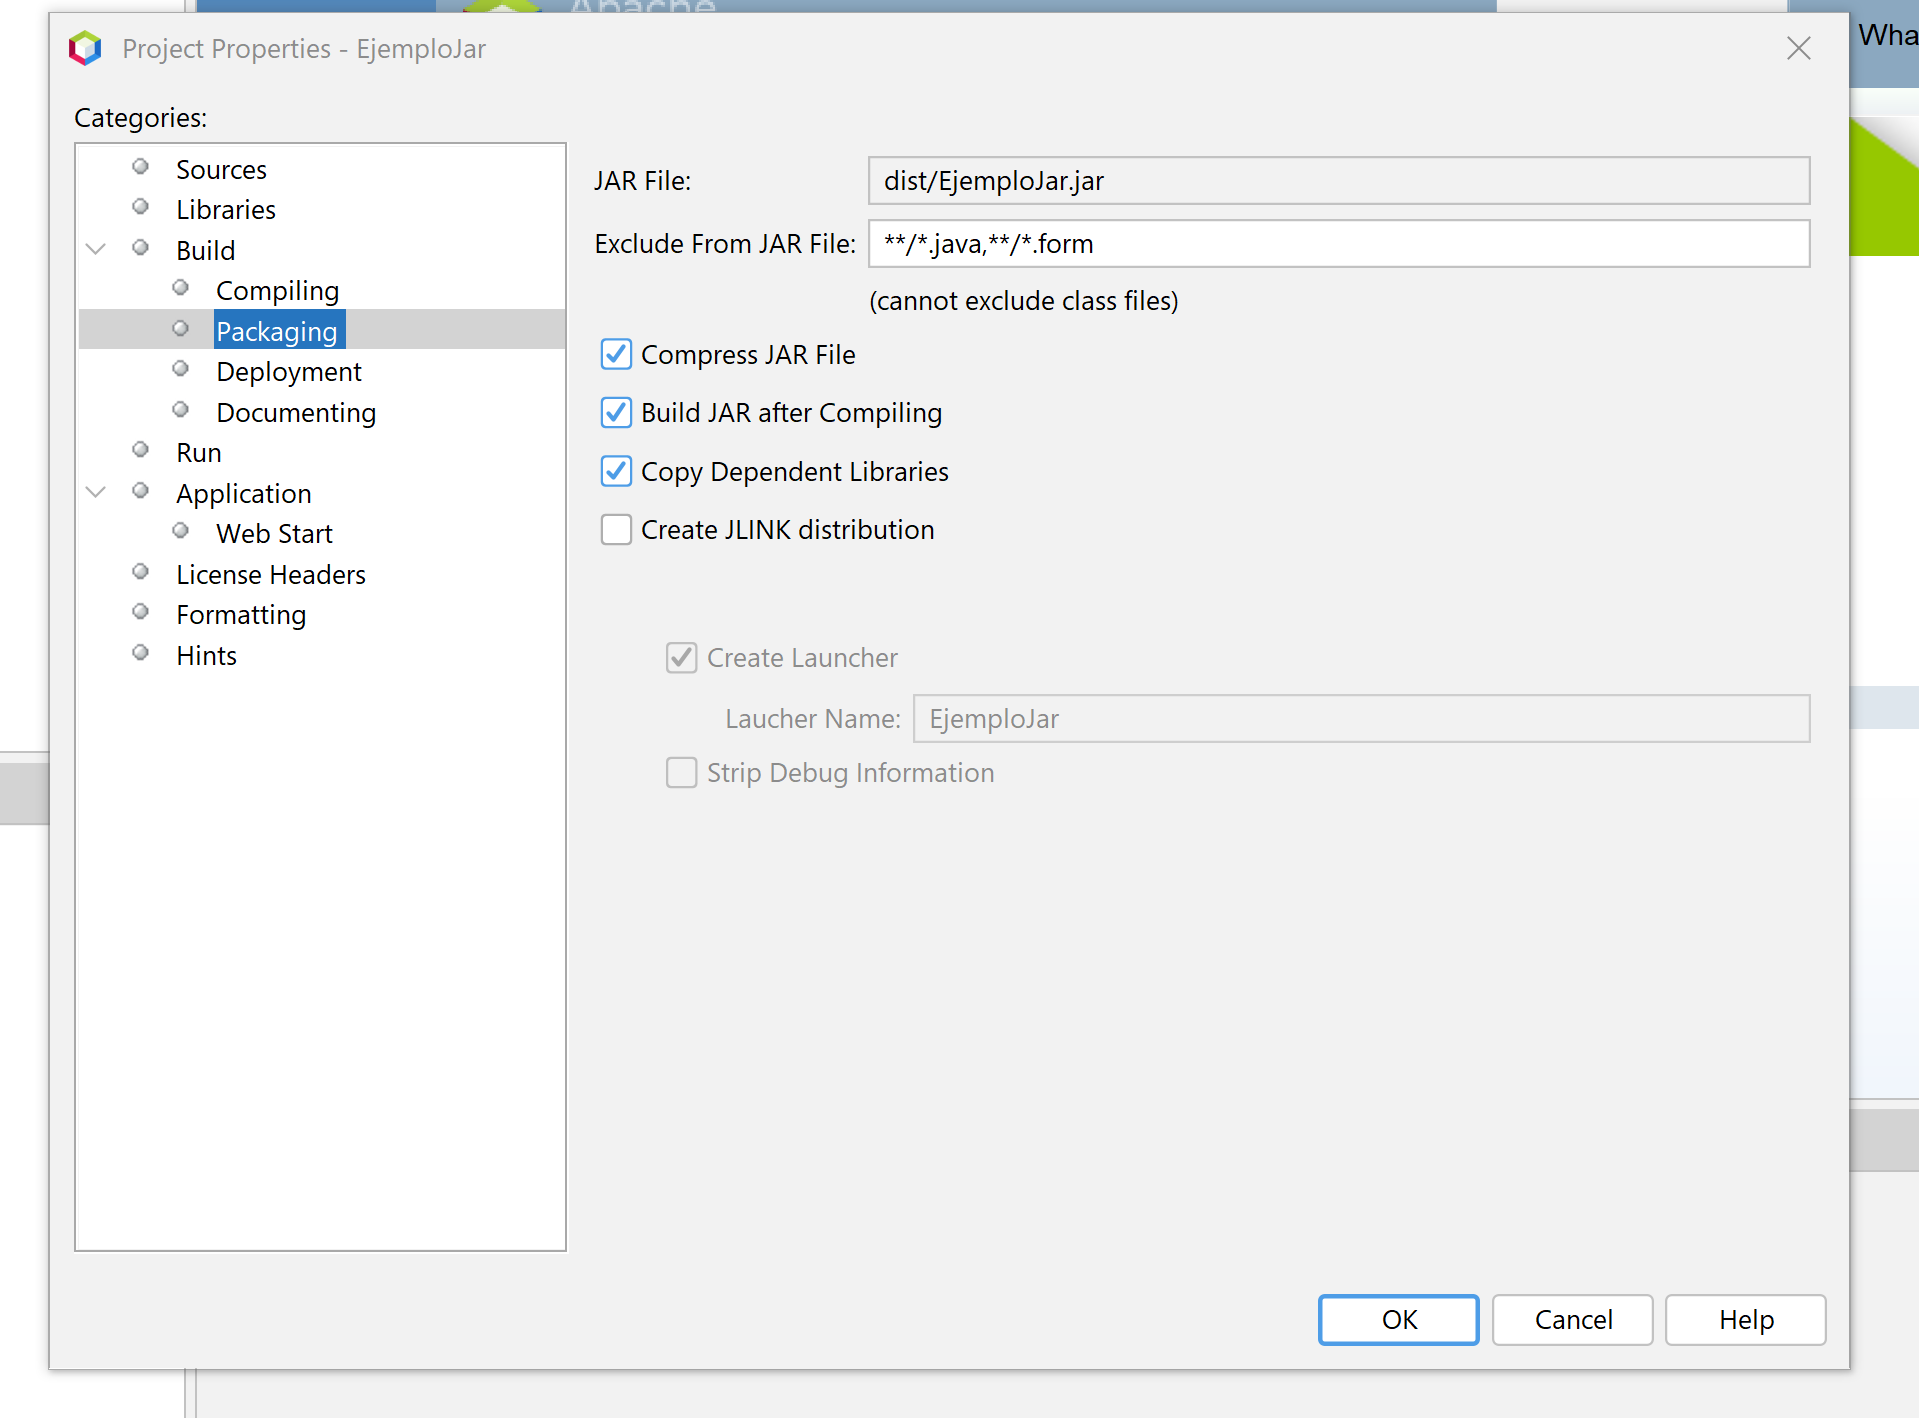 Apache
Wha
Project Properties - EjemploJar
Categories:
Sources
Libraries
Build
Compiling
Packaging
Deployment
Documenting
Run
Application
Web Start
License Headers
Formatting
Hints
JAR File: dist/EjemploJar.jar
Exclude From JAR File: **/*.java,**/*.form
(cannot exclude class files)
Compress JAR File
Build JAR after Compiling
Copy Dependent Libraries
Create JLINK distribution
Create Launcher
Laucher Name: EjemploJar
Strip Debug Information
OK Cancel Help